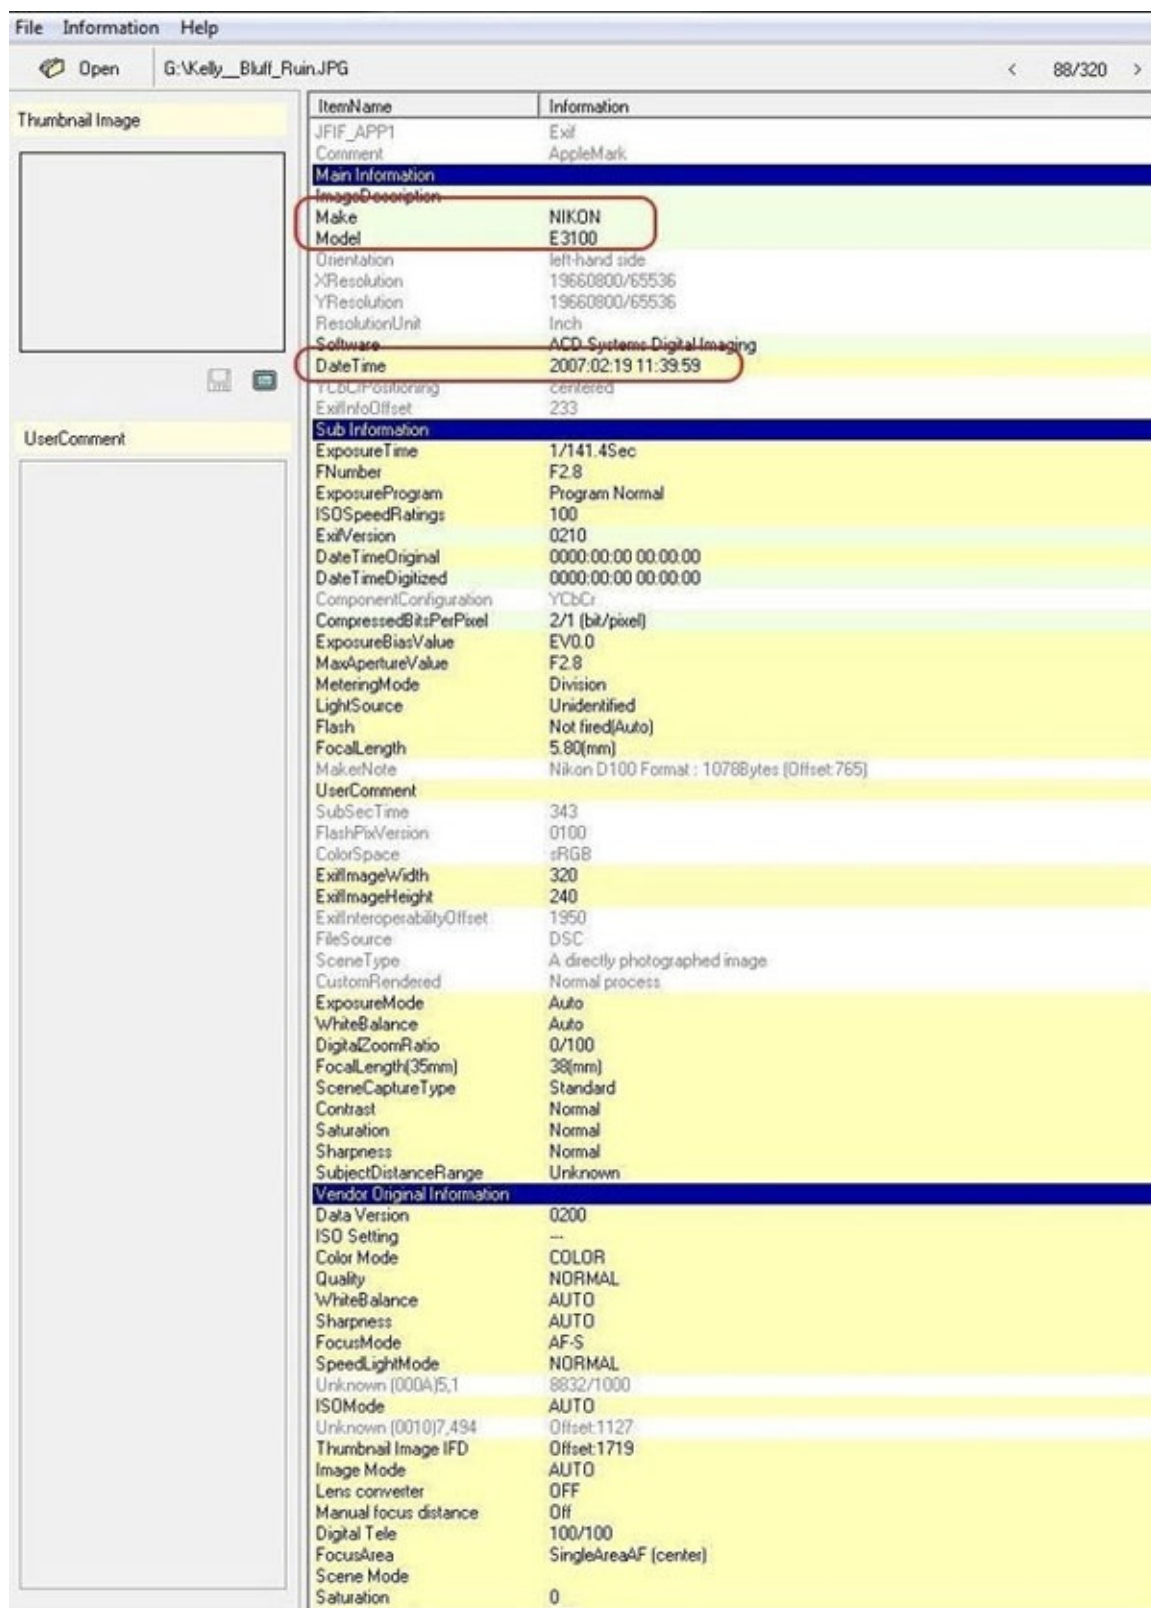 File Information Help
Open G:\Kelly__Bluff_Ruin.JPG < 88/320 >
Thumbnail Image
UserComment
ItemName Information
JFIF_APP1 Exif
Comment AppleMark
Main Information
ImageDescription
Make NIKON
Model E3100
Orientation left-hand side
XResolution 19660800/65536
YResolution 19660800/65536
ResolutionUnit Inch
Software ACD Systems Digital Imaging
DateTime 2007:02:19 11:39:59
YCbCrPositioning centered
ExifInfoOffset 233
Sub Information
ExposureTime 1/141.4Sec
FNumber F2.8
ExposureProgram Program Normal
ISOSpeedRatings 100
ExifVersion 0210
DateTimeOriginal 0000:00:00 00:00:00
DateTimeDigitized 0000:00:00 00:00:00
ComponentConfiguration YCbCr
CompressedBitsPerPixel 2/1 (bit/pixel)
ExposureBiasValue EV0.0
MaxApertureValue F2.8
MeteringMode Division
LightSource Unidentified
Flash Not fired(Auto)
FocalLength 5.80(mm)
MakerNote Nikon D100 Format : 1078Bytes (Offset:765)
UserComment
SubSecTime 343
FlashPixVersion 0100
ColorSpace sRGB
ExifImageWidth 320
ExifImageHeight 240
ExifInteroperabilityOffset 1950
FileSource DSC
SceneType A directly photographed image
CustomRendered Normal process
ExposureMode Auto
WhiteBalance Auto
DigitalZoomRatio 0/100
FocalLength(35mm) 38(mm)
SceneCaptureType Standard
Contrast Normal
Saturation Normal
Sharpness Normal
SubjectDistanceRange Unknown
Vendor Original Information
Data Version 0200
ISO Setting ---
Color Mode COLOR
Quality NORMAL
WhiteBalance AUTO
Sharpness AUTO
FocusMode AF-S
SpeedLightMode NORMAL
Unknown (000A)5,1 8832/1000
ISOMode AUTO
Unknown (0010)7,494 Offset:1127
Thumbnail Image IFD Offset:1719
Image Mode AUTO
Lens converter OFF
Manual focus distance Off
Digital Tele 100/100
FocusArea SingleAreaAF (center)
Scene Mode
Saturation 0